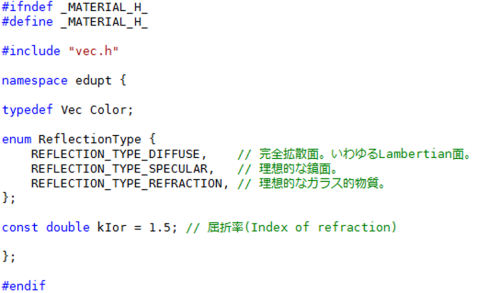 #ifndef _MATERIAL_H_
#define _MATERIAL_H_
#include "vec.h"
namespace edupt {
typedef Vec Color;
enum ReflectionType {
    REFLECTION_TYPE_DIFFUSE,    // 完全拡散面。いわゆるLambertian面。
    REFLECTION_TYPE_SPECULAR,   // 理想的な鏡面。
    REFLECTION_TYPE_REFRACTION, // 理想的なガラス的物質。
};
const double kIor = 1.5; // 屈折率(Index of refraction)
};
#endif